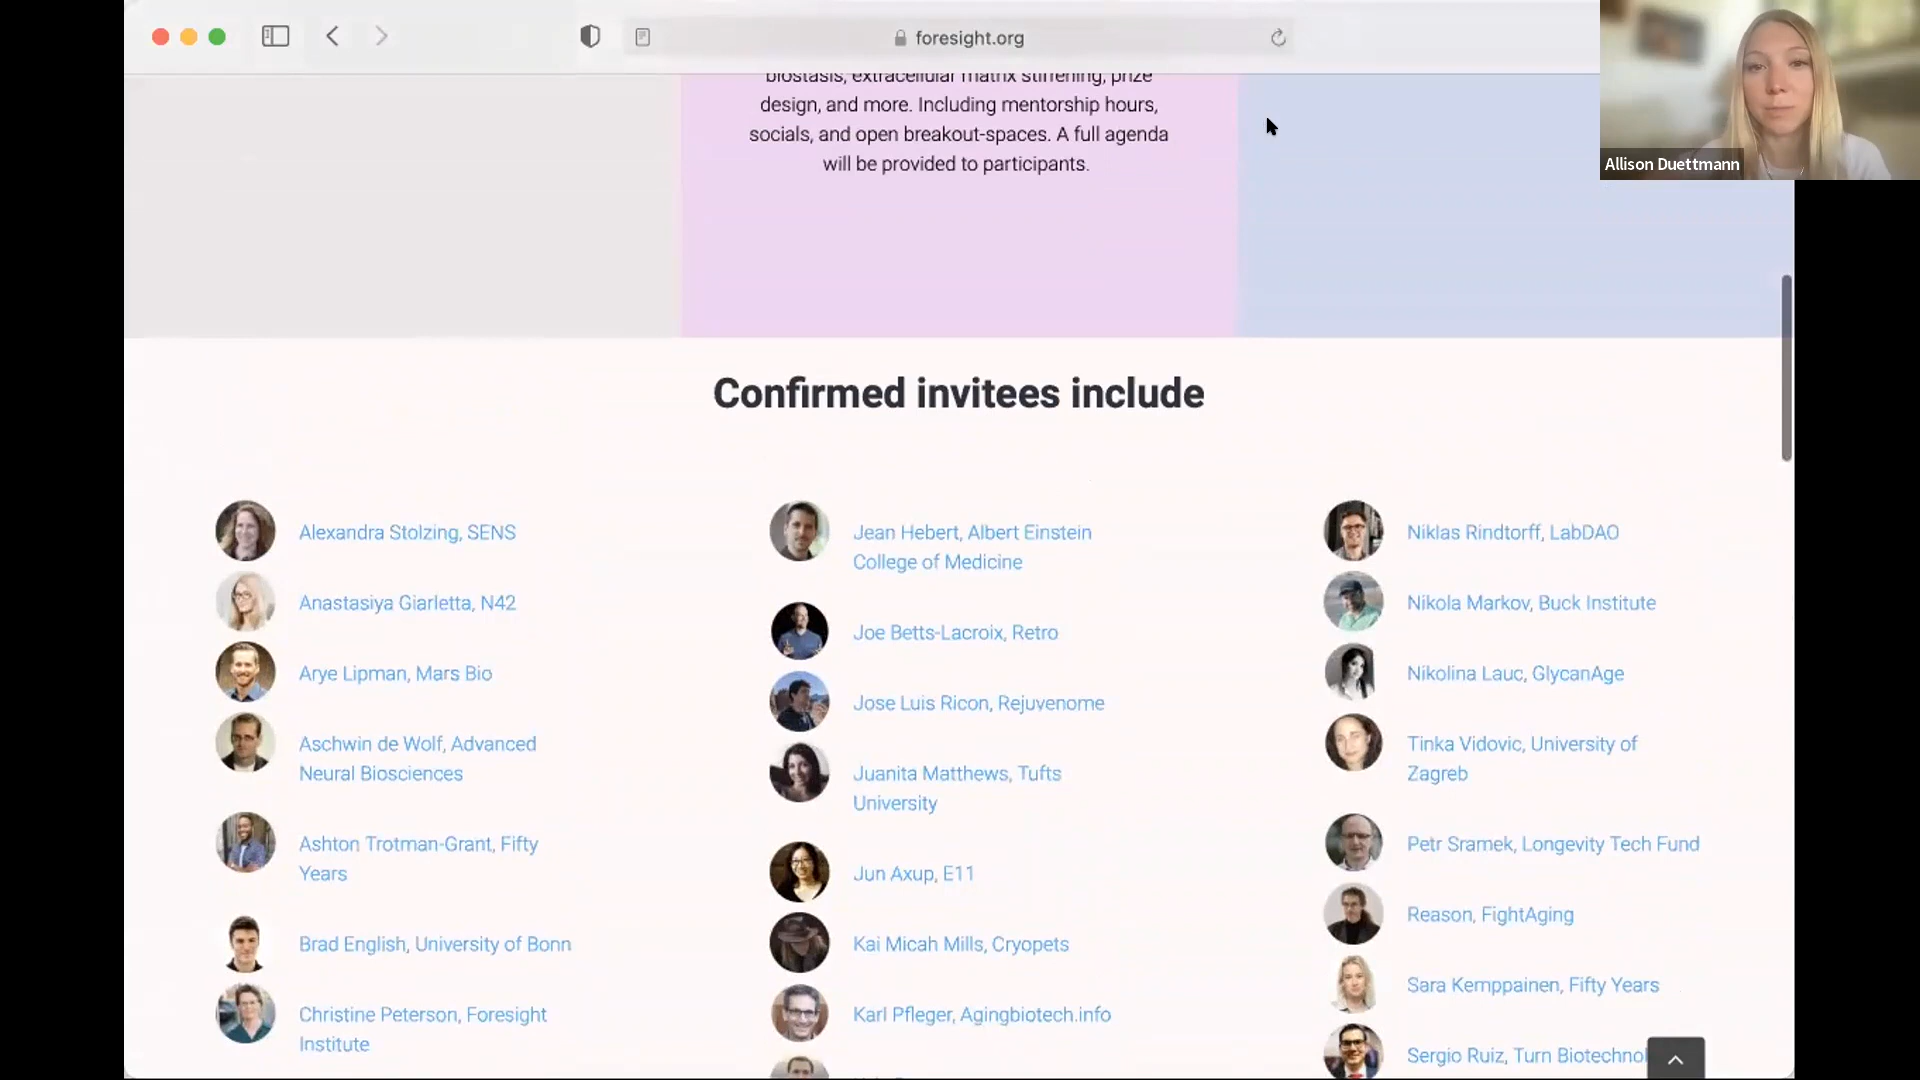 foresight.org
Allison Duettmann
biostasis, extracellular matrix stiffening, prize
design, and more. Including mentorship hours,
socials, and open breakout-spaces. A full agenda
will be provided to participants.
Confirmed invitees include
Alexandra Stolzing, SENS
Anastasiya Giarletta, N42
Arye Lipman, Mars Bio
Aschwin de Wolf, Advanced
Neural Biosciences
Ashton Trotman-Grant, Fifty
Years
Brad English, University of Bonn
Christine Peterson, Foresight
Institute
Jean Hebert, Albert Einstein
College of Medicine
Joe Betts-Lacroix, Retro
Jose Luis Ricon, Rejuvenome
Juanita Matthews, Tufts
University
Jun Axup, E11
Kai Micah Mills, Cryopets
Karl Pfleger, Agingbiotech.info
Niklas Rindtorff, LabDAO
Nikola Markov, Buck Institute
Nikolina Lauc, GlycanAge
Tinka Vidovic, University of
Zagreb
Petr Sramek, Longevity Tech Fund
Reason, FightAging
Sara Kemppainen, Fifty Years
Sergio Ruiz, Turn Biotechnol